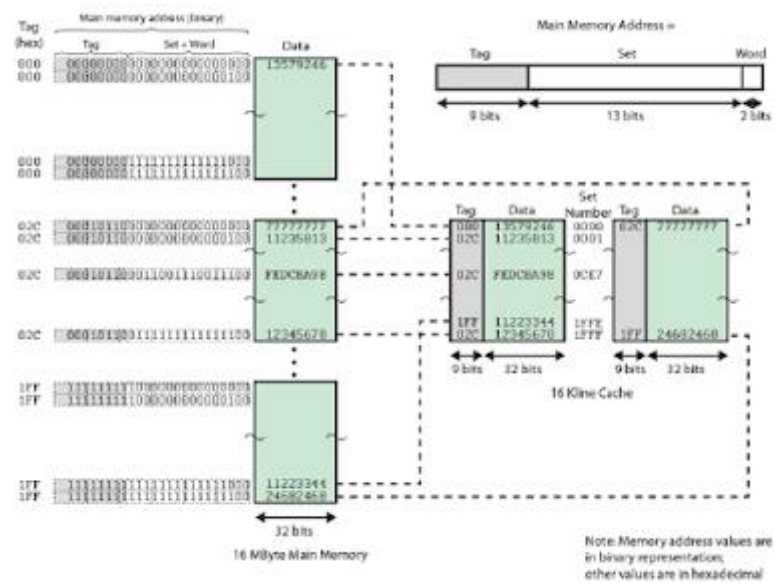 Main memory address (binary)
Tag (hex)
Tag
Set + Word
Data
000
000
13579246
000
000
02C
77777777
02C
11235813
02C
FEDCBA98
02C
12345678
1FF
1FF
1FF
11223344
1FF
24682468
32 bits
16 MByte Main Memory
Main Memory Address =
Tag
Set
Word
9 bits
13 bits
2 bits
Tag
Data
Set Number
Tag
Data
000
13579246
0000
02C
77777777
02C
11235813
0001
02C
FEDCBA98
0CE7
1FF
11223344
1FFE
02C
12345678
1FFF
1FF
24682468
9 bits
32 bits
9 bits
32 bits
16 Kline Cache
Note: Memory address values are
in binary representation;
other values are in hexadecimal